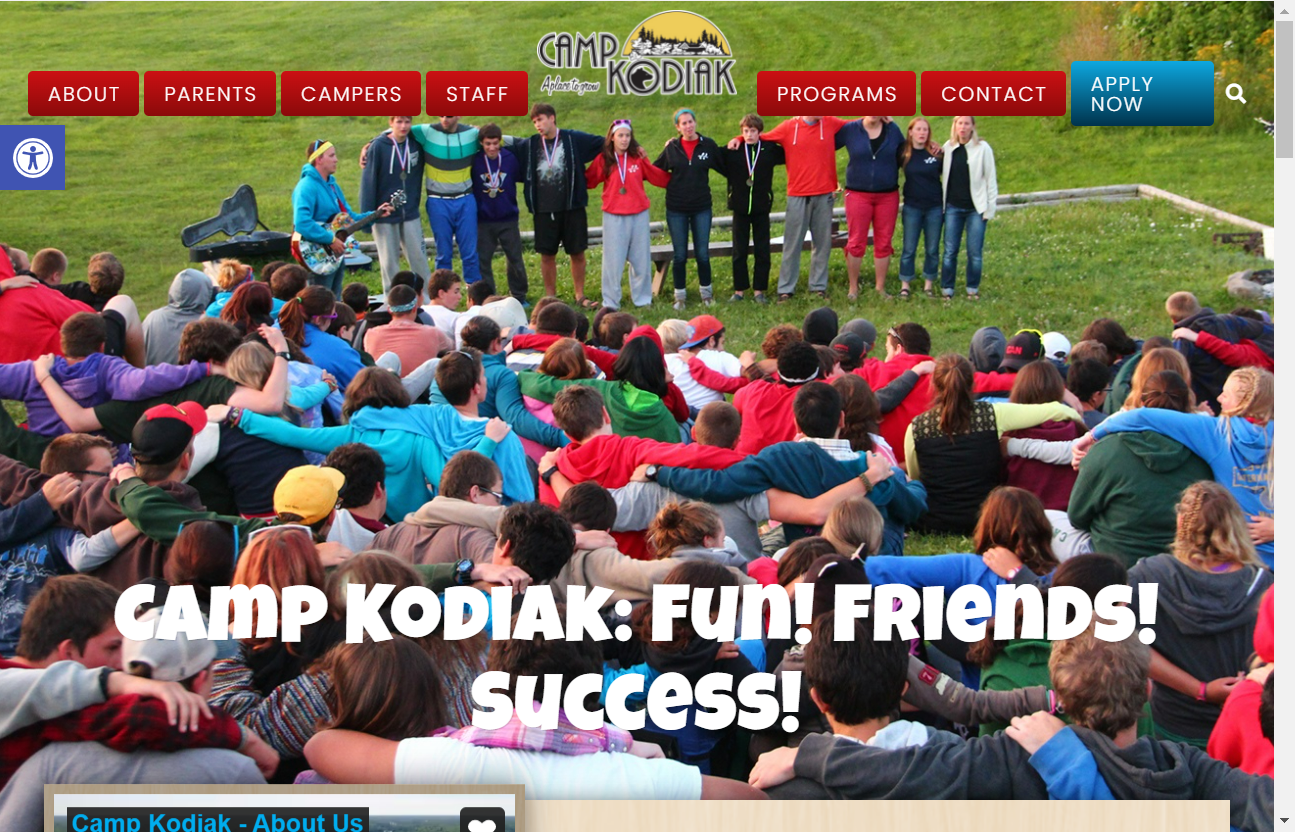 CAMP
KODIAK
A place to grow
ABOUT
PARENTS
CAMPERS
STAFF
PROGRAMS
CONTACT
APPLY
NOW
Camp Kodiak: Fun! Friends!
Success!
Camp Kodiak - About Us